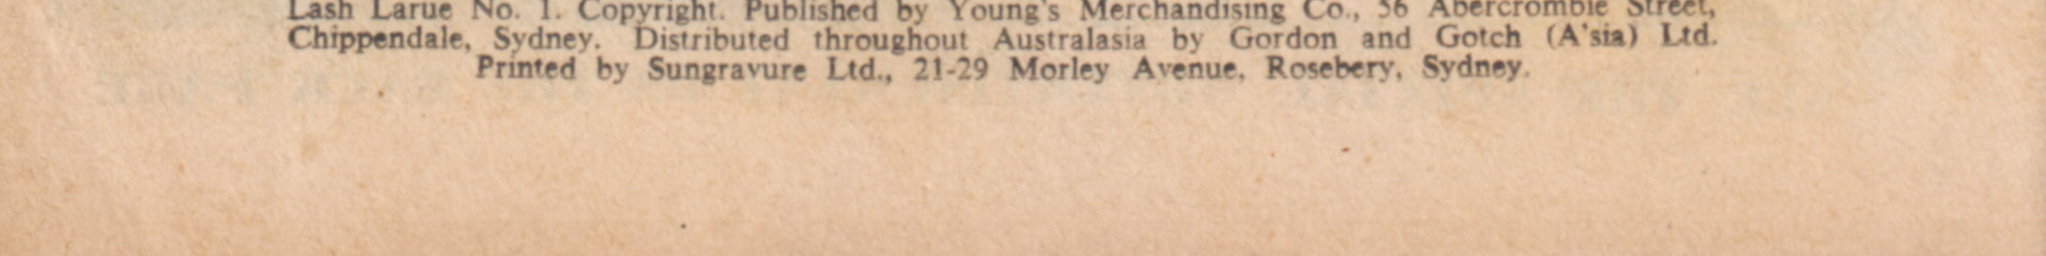 Lash Larue No. 1. Copyright. Published by Young's Merchandising Co., 56 Abercrombie Street,
Chippendale, Sydney. Distributed throughout Australasia by Gordon and Gotch (A'sia) Ltd.
Printed by Sungravure Ltd., 21-29 Morley Avenue, Rosebery, Sydney.